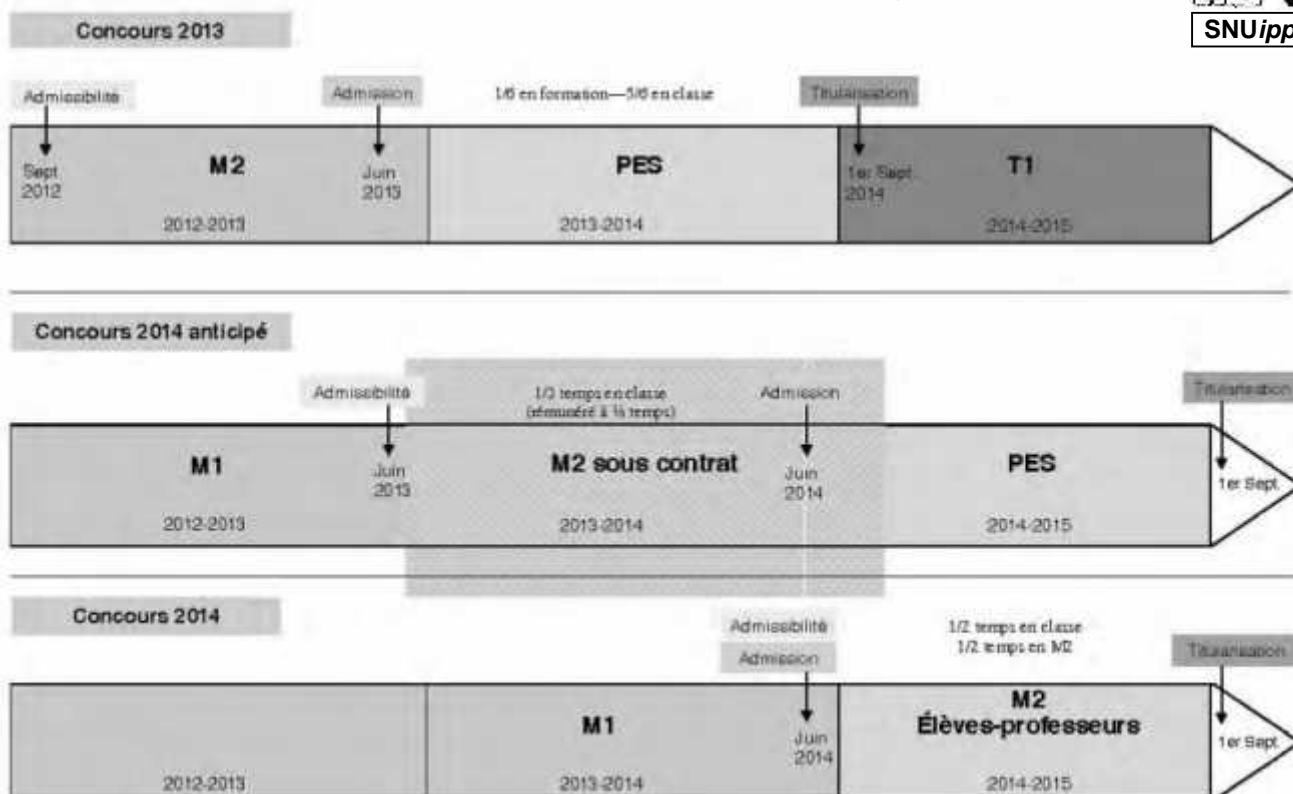 SNUipp
Concours 2013
Admissibilité
Admission
1/6 en formation—5/6 en classe
Titularisation
Sept 2012
M2
2012-2013
Juin 2013
PES
2013-2014
1er Sept 2014
T1
2014-2015
Concours 2014 anticipé
Admissibilité
1/3 temps en classe
(rémunéré à ½ temps)
Admission
Titularisation
M1
2012-2013
Juin 2013
M2 sous contrat
2013-2014
Juin 2014
PES
2014-2015
1er Sept.
Concours 2014
Admissibilité
Admission
1/2 temps en classe
1/2 temps en M2
Titularisation
2012-2013
M1
2013-2014
Juin 2014
M2
Élèves-professeurs
2014-2015
1er Sept.